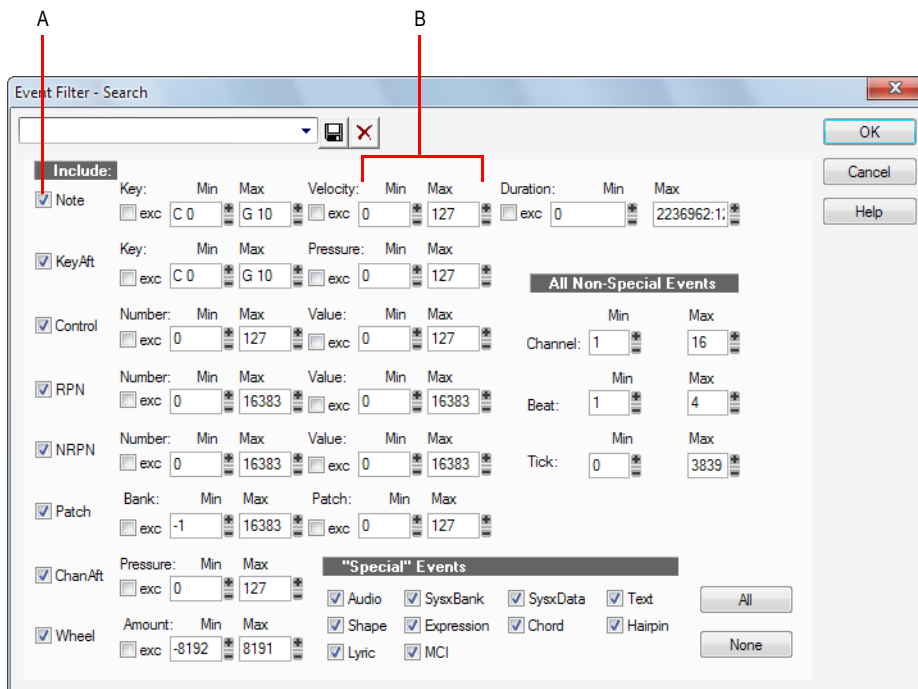 A B
Event Filter - Search
OK
Include:
Cancel
Key: Min Max Velocity: Min Max Duration: Min Max
Note exc C 0 G 10 exc 0 127 exc 0 2236962:12
Help
Key: Min Max Pressure: Min Max
KeyAft exc C 0 G 10 exc 0 127
All Non-Special Events
Number: Min Max Value: Min Max Min Max
Control exc 0 127 exc 0 127 Channel: 1 16
Number: Min Max Value: Min Max Min Max
RPN exc 0 16383 exc 0 16383 Beat: 1 4
Number: Min Max Value: Min Max Min Max
NRPN exc 0 16383 exc 0 16383 Tick: 0 3839
Bank: Min Max Patch: Min Max
Patch exc -1 16383 exc 0 127
Pressure: Min Max "Special" Events
ChanAft exc 0 127
Audio SysxBank SysxData Text All
Amount: Min Max Shape Expression Chord Hairpin
Wheel exc -8192 8191 Lyric MCI None